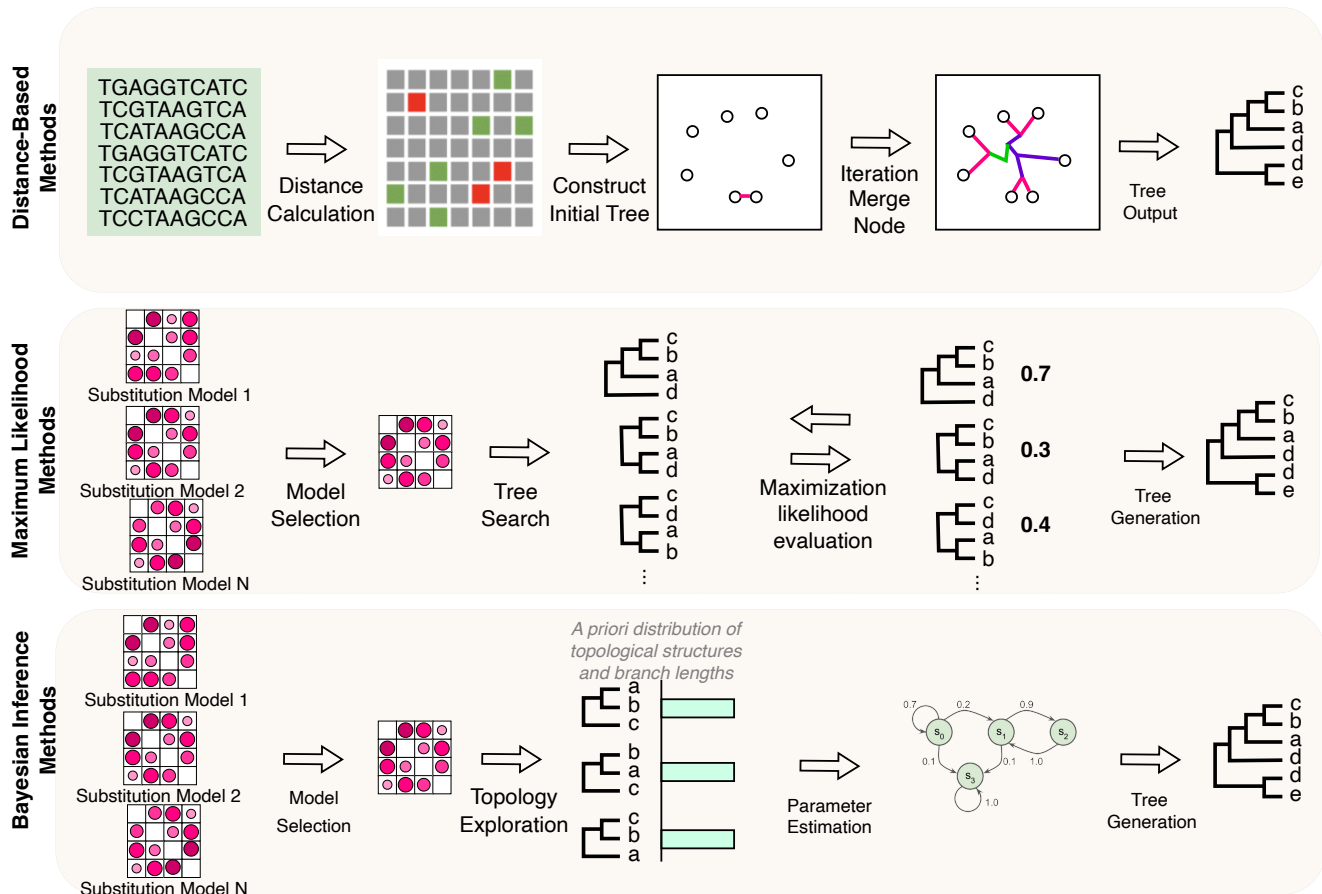 Distance-Based
Methods
TGAGGTCATC
TCGTAAGTCA
TCATAAGCCA
TGAGGTCATC
TCGTAAGTCA
TCATAAGCCA
TCCTAAGCCA
Distance
Calculation
Construct
Initial Tree
Iteration
Merge
Node
Tree
Output
c
b
a
d
d
e
Maximum Likelihood
Methods
Substitution Model 1
Substitution Model 2
Substitution Model N
Model
Selection
Tree
Search
c
b
a
d
c
b
a
d
c
d
a
b
...
Maximization
likelihood
evaluation
c
b
a
d
0.7
c
b
a
d
0.3
c
d
a
b
0.4
...
Tree
Generation
c
b
a
d
d
e
Bayesian Inference
Methods
Substitution Model 1
Substitution Model 2
Substitution Model N
Model
Selection
Topology
Exploration
A priori distribution of
topological structures
and branch lengths
a
b
c
b
a
c
c
b
a
Parameter
Estimation
0.7
0.2
0.9
s0
s1
s2
0.1
0.1
1.0
s3
1.0
Tree
Generation
c
b
a
d
d
e